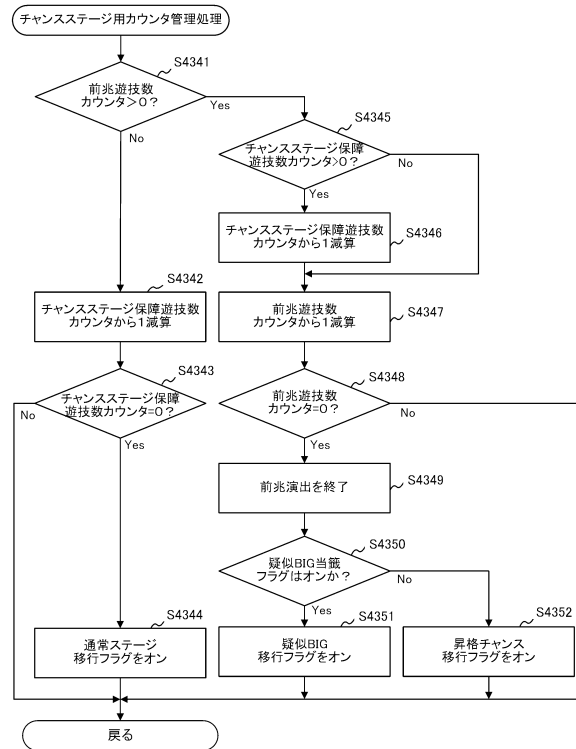 チャンスステージ用カウンタ管理処理
S4341
前兆遊技数
カウンタ>0?
Yes
No
S4345
チャンスステージ保障
遊技数カウンタ>0?
No
Yes
チャンスステージ保障遊技数
カウンタから1減算
S4346
S4342
チャンスステージ保障遊技数
カウンタから1減算
前兆遊技数
カウンタから1減算
S4347
S4343
チャンスステージ保障
遊技数カウンタ=0?
No
Yes
S4348
前兆遊技数
カウンタ=0?
No
Yes
前兆演出を終了
S4349
S4350
疑似BIG当籤
フラグはオンか?
No
Yes
S4344
通常ステージ
移行フラグをオン
S4351
疑似BIG
移行フラグをオン
S4352
昇格チャンス
移行フラグをオン
戻る